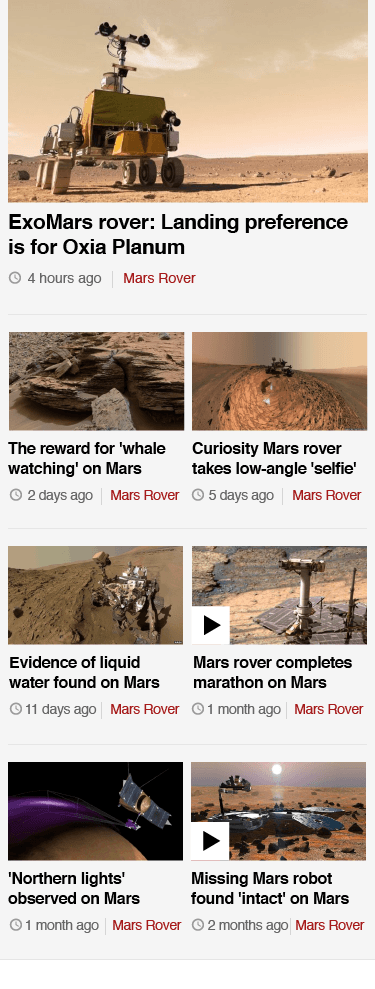 ExoMars rover: Landing preference
is for Oxia Planum
4 hours ago Mars Rover
The reward for 'whale
watching' on Mars
2 days ago Mars Rover
Curiosity Mars rover
takes low-angle 'selfie'
5 days ago Mars Rover
Evidence of liquid
water found on Mars
11 days ago Mars Rover
Mars rover completes
marathon on Mars
1 month ago Mars Rover
'Northern lights'
observed on Mars
1 month ago Mars Rover
Missing Mars robot
found 'intact' on Mars
2 months ago Mars Rover